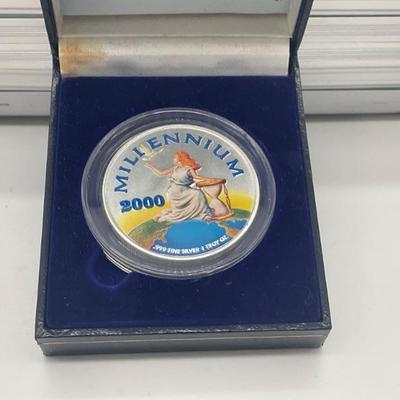 MILLENNIUM
2000
.999 FINE SILVER 1 TROY OZ.